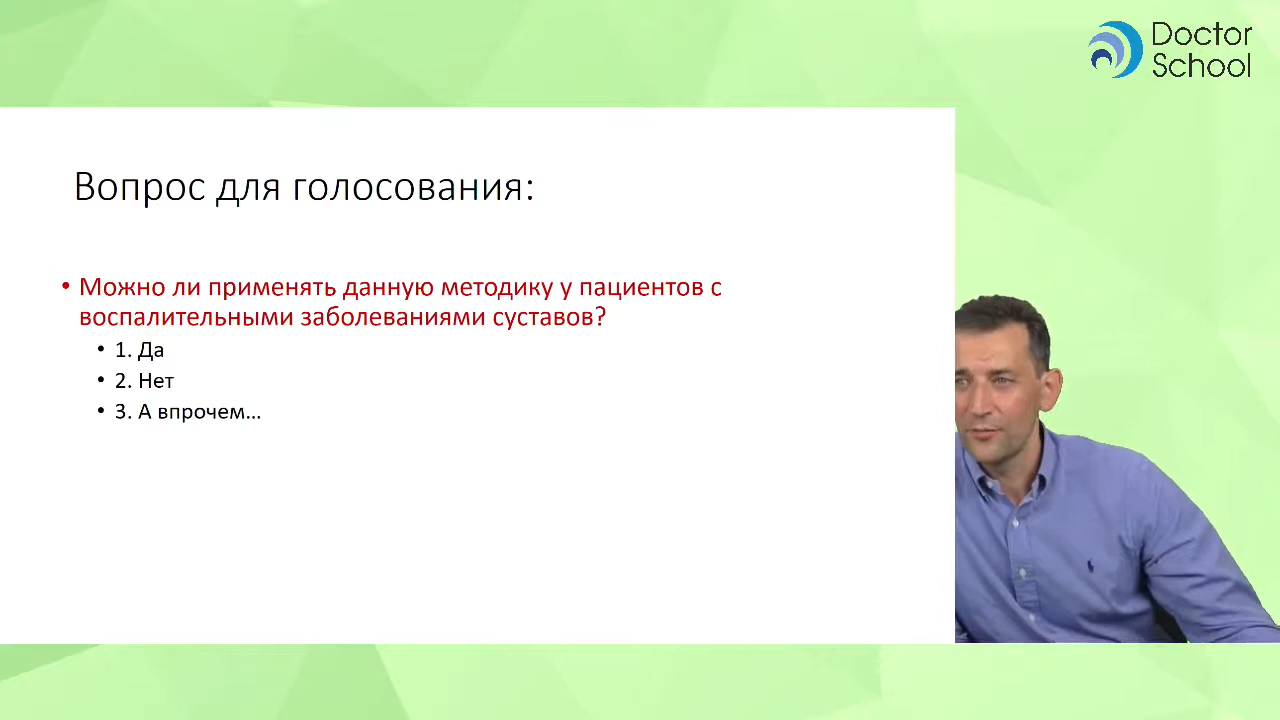 Doctor
School
Вопрос для голосования:
• Можно ли применять данную методику у пациентов с
воспалительными заболеваниями суставов?
• 1. Да
• 2. Нет
• 3. А впрочем…